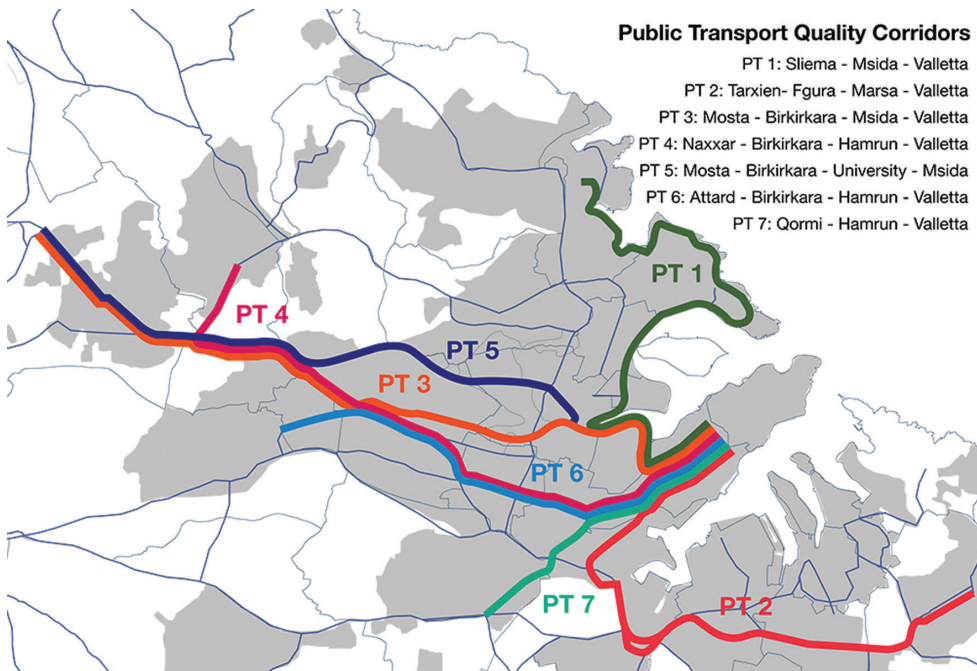 Public Transport Quality Corridors
PT 1: Sliema - Msida - Valletta
PT 2: Tarxien- Fgura - Marsa - Valletta
PT 3: Mosta - Birkirkara - Msida - Valletta
PT 4: Naxxar - Birkirkara - Hamrun - Valletta
PT 5: Mosta - Birkirkara - University - Msida
PT 6: Attard - Birkirkara - Hamrun - Valletta
PT 7: Qormi - Hamrun - Valletta
PT 1
PT 4
PT 5
PT 3
PT 6
PT 7
PT 2